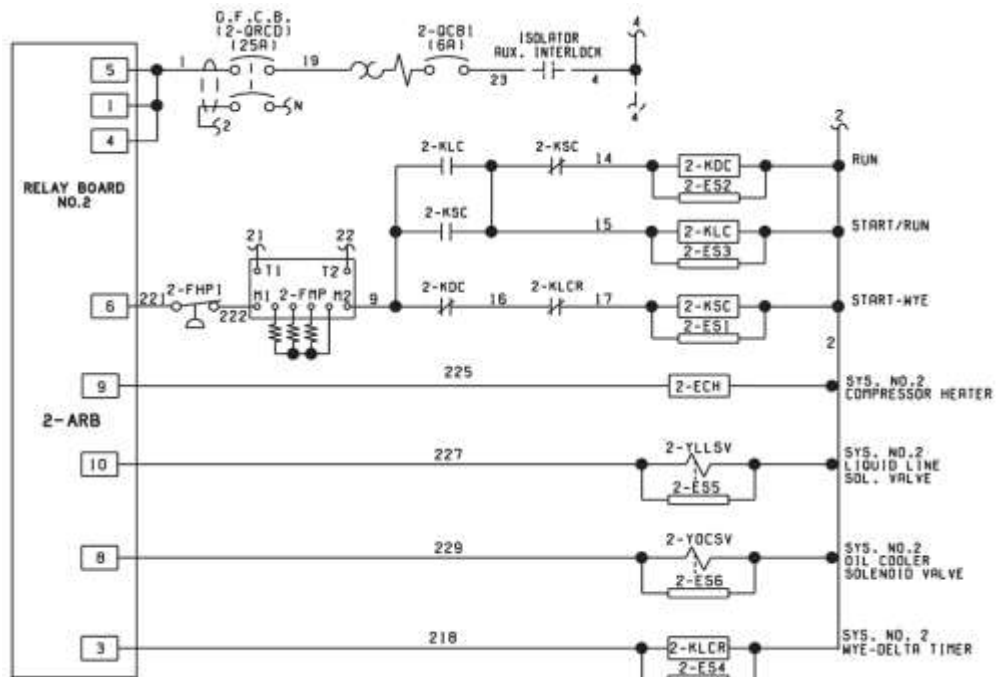 G.F.C.B.
(2-QRCD)
(25A)
2-QCB1
(6A)
ISOLATOR
AUX. INTERLOCK
4
5
1
19
23
4
1
2
N
4'
4
2
RELAY BOARD
NO.2
2-KLC
2-KSC
14
2-KDC
2-ES2
RUN
2-KSC
15
2-KLC
2-ES3
START/RUN
21
22
T1
T2
6
221
2-FHP1
222
M1
2-FMP
M2
9
2-KDC
16
2-KLCR
17
2-KSC
2-ES1
START-WYE
2
9
225
2-ECH
SYS. NO.2
COMPRESSOR HEATER
2-ARB
10
227
2-YLLSV
2-ES5
SYS. NO.2
LIQUID LINE
SOL. VALVE
8
229
2-YOCSV
2-ES6
SYS. NO.2
OIL COOLER
SOLENOID VALVE
3
218
2-KLCR
2-ES4
SYS. NO. 2
WYE-DELTA TIMER